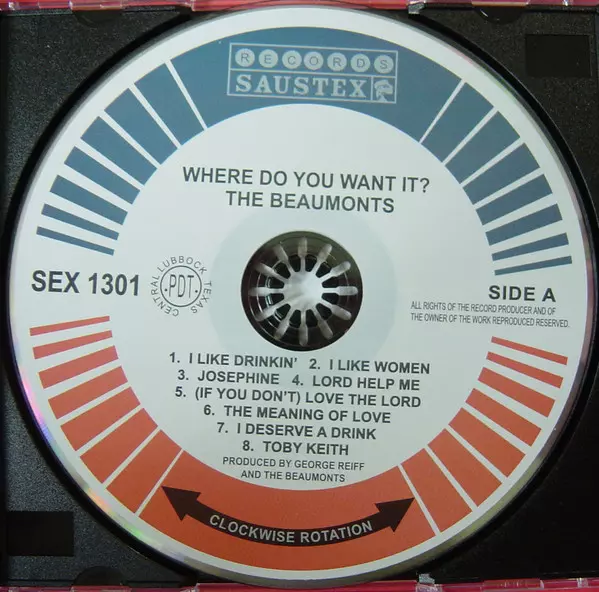 RECORDS
SAUSTEX
WHERE DO YOU WANT IT?
THE BEAUMONTS
SEX 1301
CENTRAL LUBBOCK TEXAS
PDT
SIDE A
ALL RIGHTS OF THE RECORD PRODUCER AND OF
THE OWNER OF THE WORK REPRODUCED RESERVED.
1. I LIKE DRINKIN' 2. I LIKE WOMEN
3. JOSEPHINE 4. LORD HELP ME
5. (IF YOU DON'T) LOVE THE LORD
6. THE MEANING OF LOVE
7. I DESERVE A DRINK
8. TOBY KEITH
PRODUCED BY GEORGE REIFF
AND THE BEAUMONTS
CLOCKWISE ROTATION